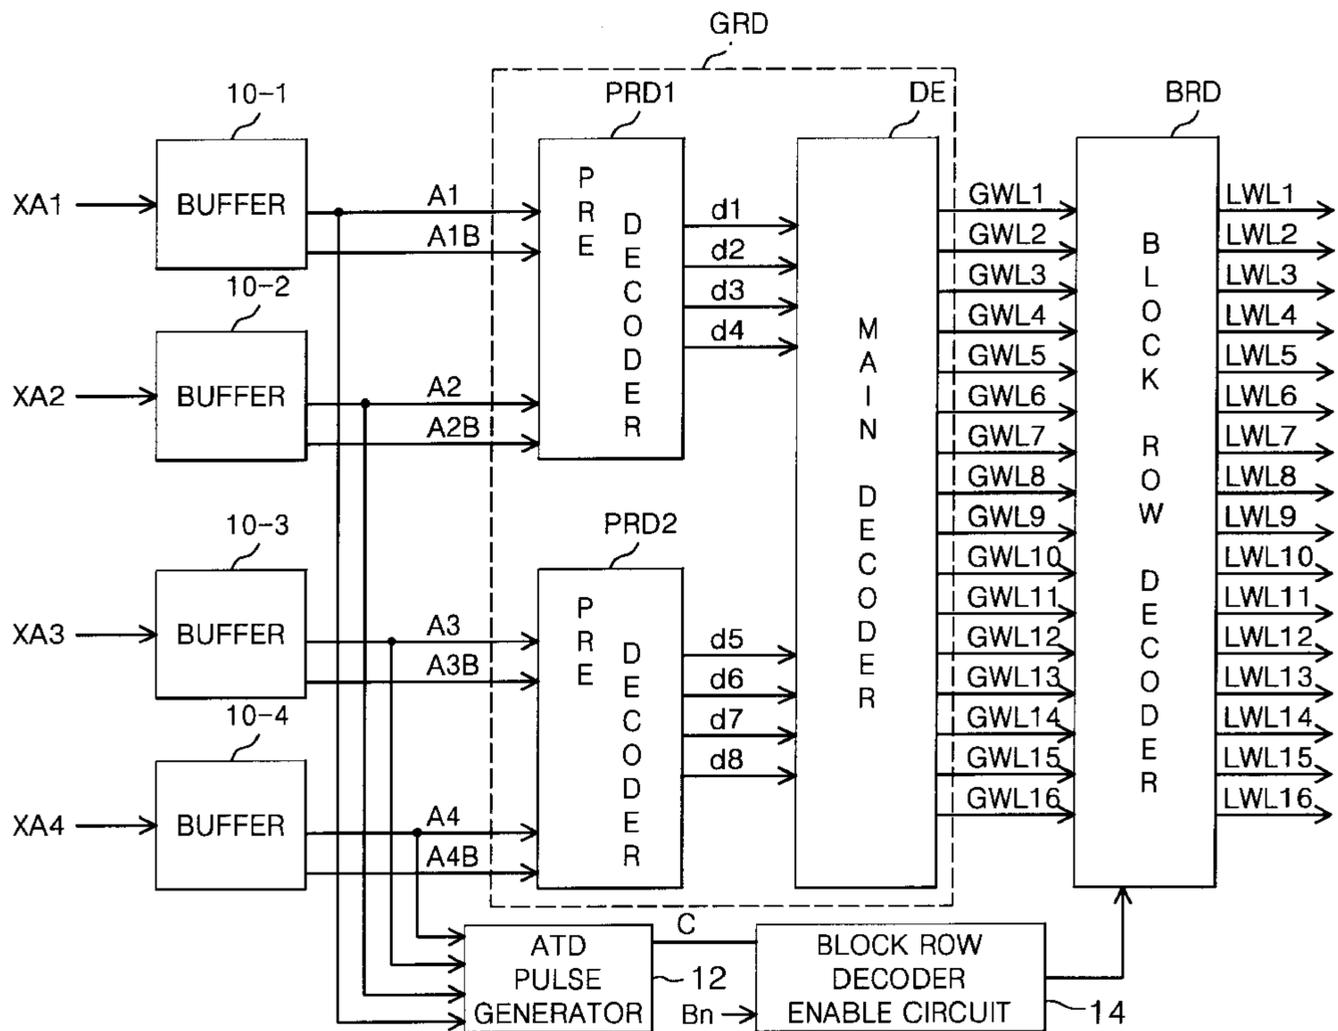 GRD
10-1
PRD1
DE
BRD
XA1
BUFFER
A1
A1B
10-2
XA2
BUFFER
A2
A2B
PRE
DECODER
d1
d2
d3
d4
10-3
XA3
BUFFER
A3
A3B
10-4
XA4
BUFFER
A4
A4B
PRD2
PRE
DECODER
d5
d6
d7
d8
MAIN DECODER
GWL1
GWL2
GWL3
GWL4
GWL5
GWL6
GWL7
GWL8
GWL9
GWL10
GWL11
GWL12
GWL13
GWL14
GWL15
GWL16
BLOCK ROW DECODER
LWL1
LWL2
LWL3
LWL4
LWL5
LWL6
LWL7
LWL8
LWL9
LWL10
LWL11
LWL12
LWL13
LWL14
LWL15
LWL16
ATD
PULSE
GENERATOR
12
C
Bn
BLOCK ROW
DECODER
ENABLE CIRCUIT
14